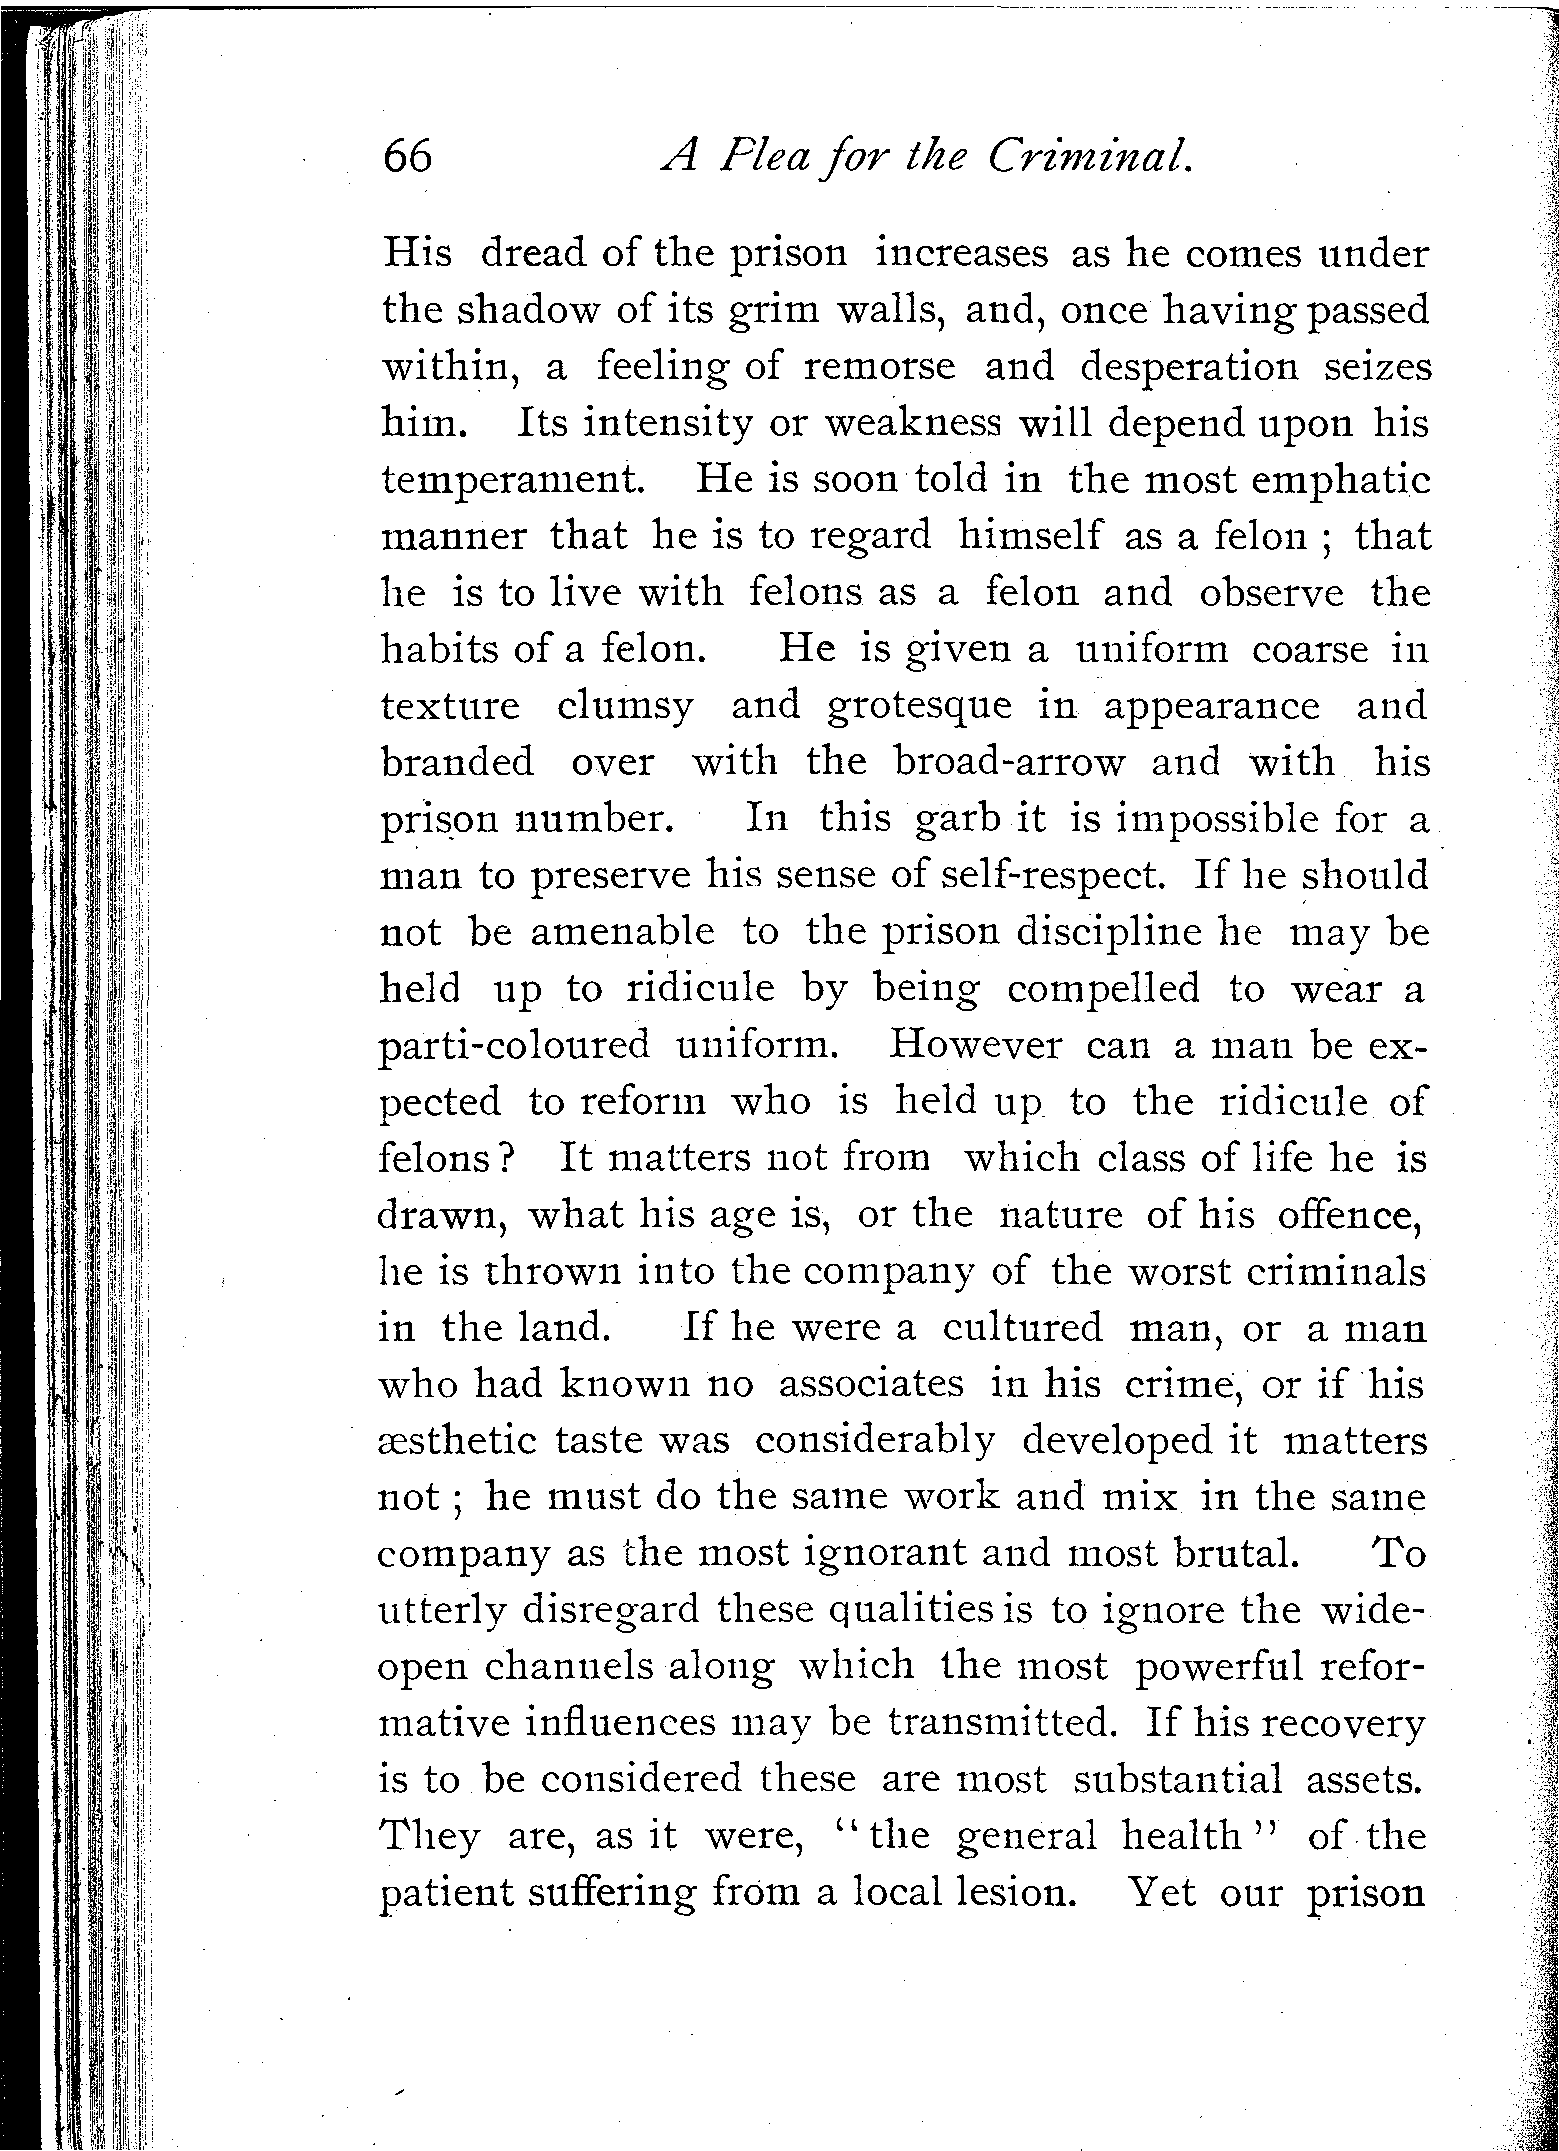 66 A Plea for the Criminal.
His dread of the prison increases as he comes under
the shadow of its grim walls, and, once having passed
within, a feeling of remorse and desperation seizes
him. Its intensity or weakness will depend upon his
temperament. He is soon told in the most emphatic
manner that he is to regard himself as a felon ; that
he is to live with felons as a felon and observe the
habits of a felon. He is given a uniform coarse in
texture clumsy and grotesque in appearance and
branded over with the broad-arrow and with his
prison number. In this garb it is impossible for a
man to preserve his sense of self-respect. If he should
not be amenable to the prison discipline he may be
held up to ridicule by being compelled to wear a
parti-coloured uniform. However can a man be ex-
pected to reform who is held up to the ridicule of
felons? It matters not from which class of life he is
drawn, what his age is, or the nature of his offence,
he is thrown into the company of the worst criminals
in the land. If he were a cultured man, or a man
who had known no associates in his crime, or if his
æsthetic taste was considerably developed it matters
not ; he must do the same work and mix in the same
company as the most ignorant and most brutal. To
utterly disregard these qualities is to ignore the wide-
open channels along which the most powerful refor-
mative influences may be transmitted. If his recovery
is to be considered these are most substantial assets.
They are, as it were, "the general health" of the
patient suffering from a local lesion. Yet our prison